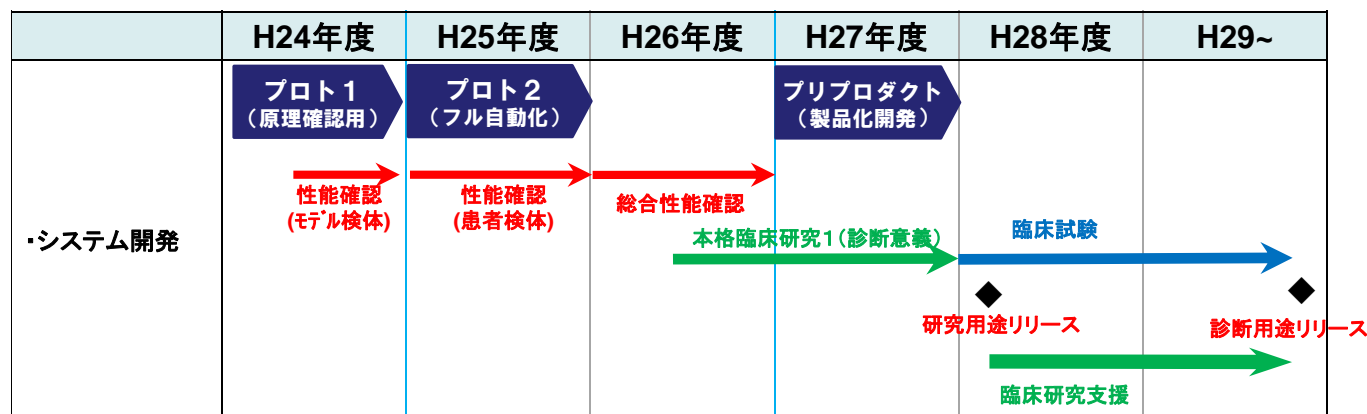 H24年度 H25年度 H26年度 H27年度 H28年度 H29~
プロト１
（原理確認用）
プロト２
（フル自動化）
プリプロダクト
（製品化開発）
性能確認
(ﾓﾃﾞﾙ検体)
性能確認
(患者検体)
総合性能確認
・システム開発
本格臨床研究1（診断意義）
臨床試験
研究用途リリース
診断用途リリース
臨床研究支援